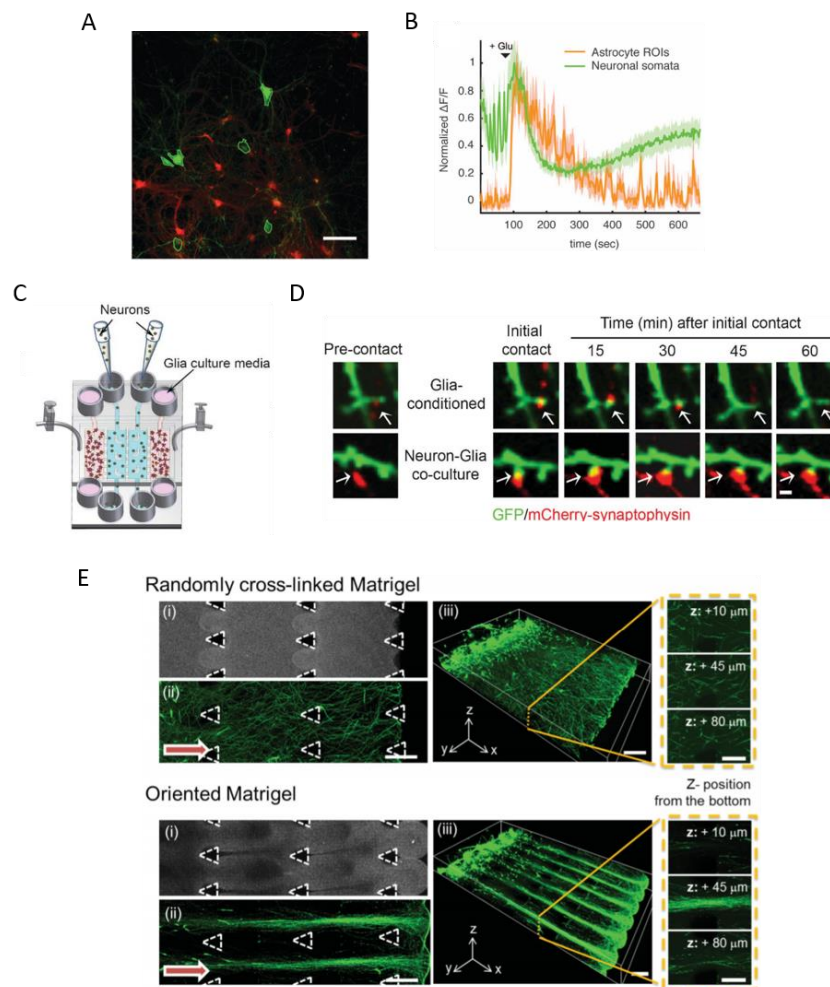 A
B
+ Glu
Astrocyte ROIs
Neuronal somata
Normalized ΔF/F
1
0.8
0.6
0.4
0.2
0
100 200 300 400 500 600
time (sec)
C
Neurons
Glia culture media
D
Pre-contact
Initial
contact
Time (min) after initial contact
15 30 45 60
Glia-
conditioned
Neuron-Glia
co-culture
GFP/mCherry-synaptophysin
E
Randomly cross-linked Matrigel
(i)
(ii)
(iii)
z
y x
z: +10 μm
z: + 45 μm
z: + 80 μm
Z- position
from the bottom
Oriented Matrigel
(i)
(ii)
(iii)
z
y x
z: + 10 μm
z: + 45 μm
z: + 80 μm